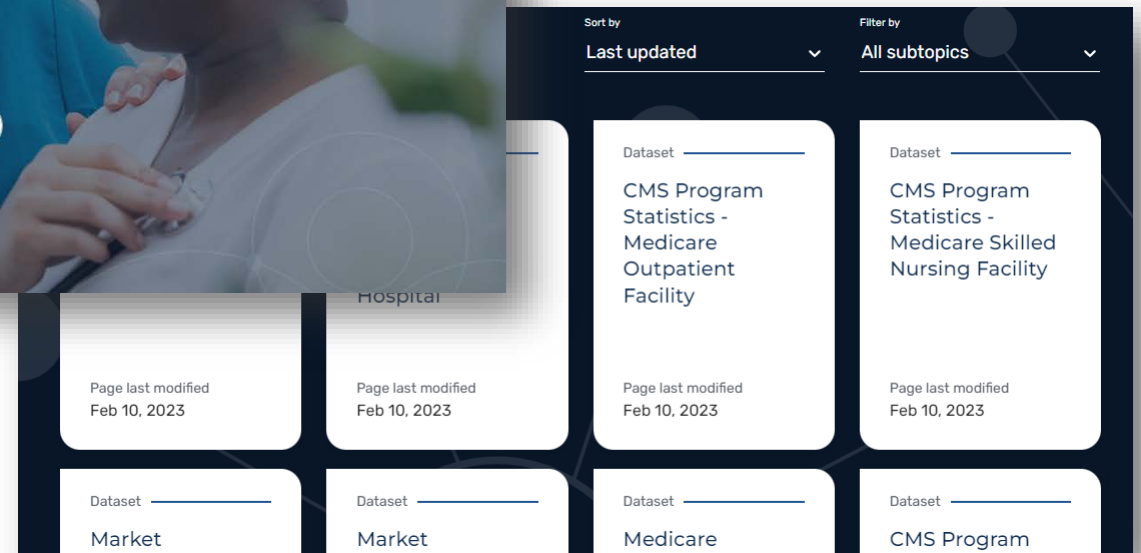 Sort by
Last updated
Filter by
All subtopics
Dataset
CMS Program
Statistics -
Medicare
Outpatient
Facility
Page last modified
Feb 10, 2023
Dataset
CMS Program
Statistics -
Medicare Skilled
Nursing Facility
Page last modified
Feb 10, 2023
Hospital
Page last modified
Feb 10, 2023
Page last modified
Feb 10, 2023
Dataset
Market
Dataset
Market
Dataset
Medicare
Dataset
CMS Program